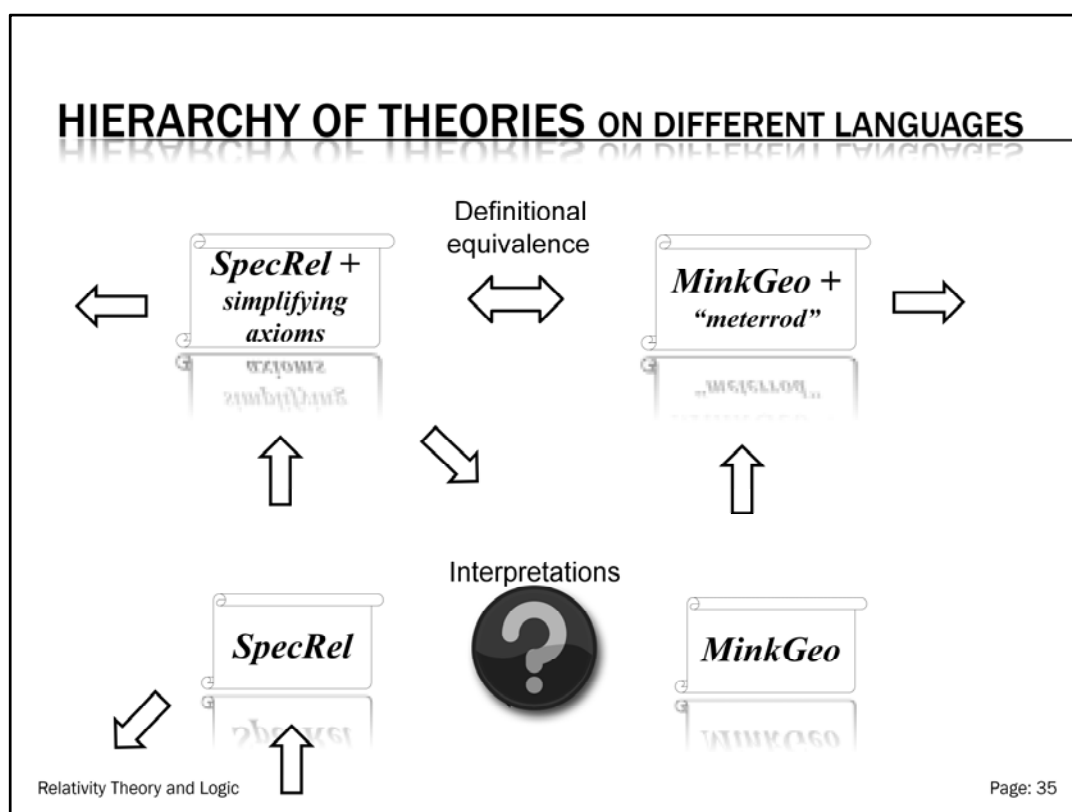 HIERARCHY OF THEORIES ON DIFFERENT LANGUAGES
Definitional
equivalence
SpecRel +
simplifying
axioms
MinkGeo +
“meterrod”
Interpretations
SpecRel
?
MinkGeo
Relativity Theory and Logic
Page: 35